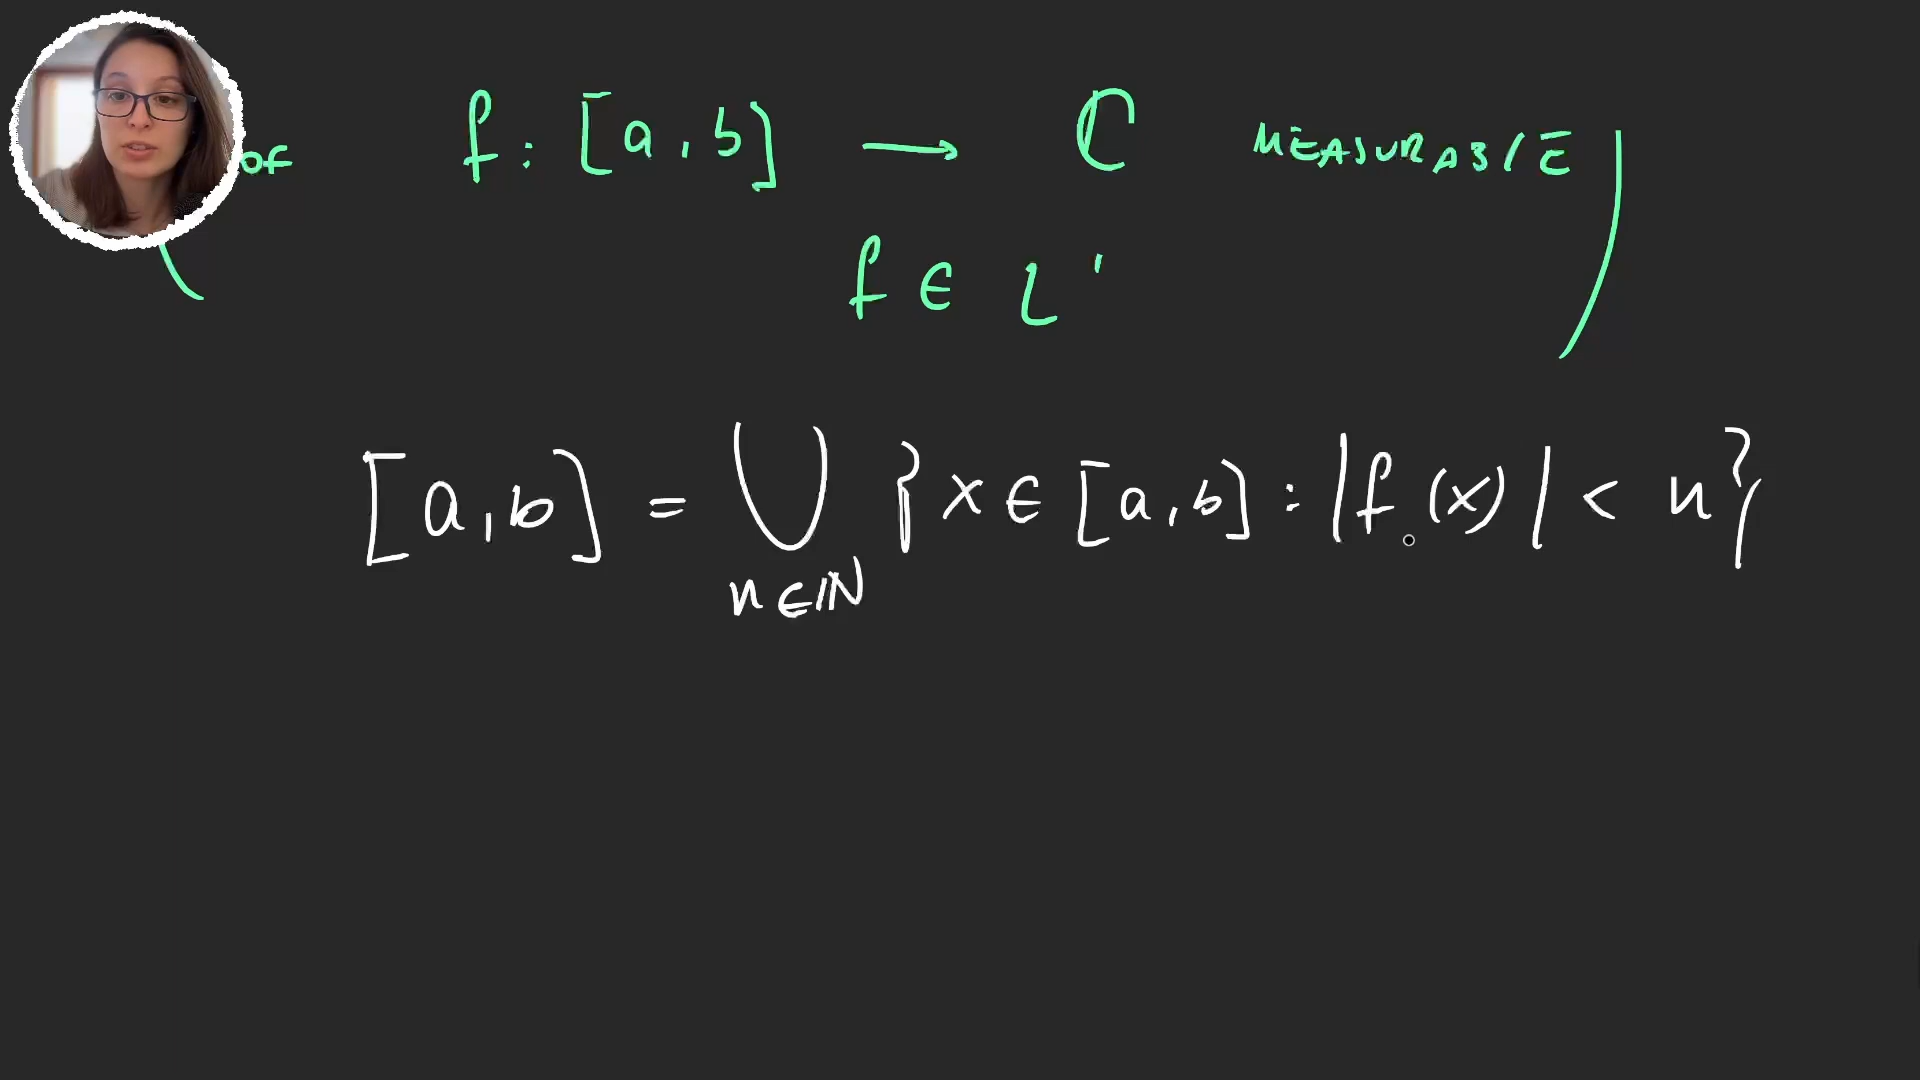 of f : [a, b] → ℂ MEASURABLE
f ∈ L¹
[a, b] = ⋃ { x ∈ [a, b] : |f(x)| < n }
n ∈ ℕ